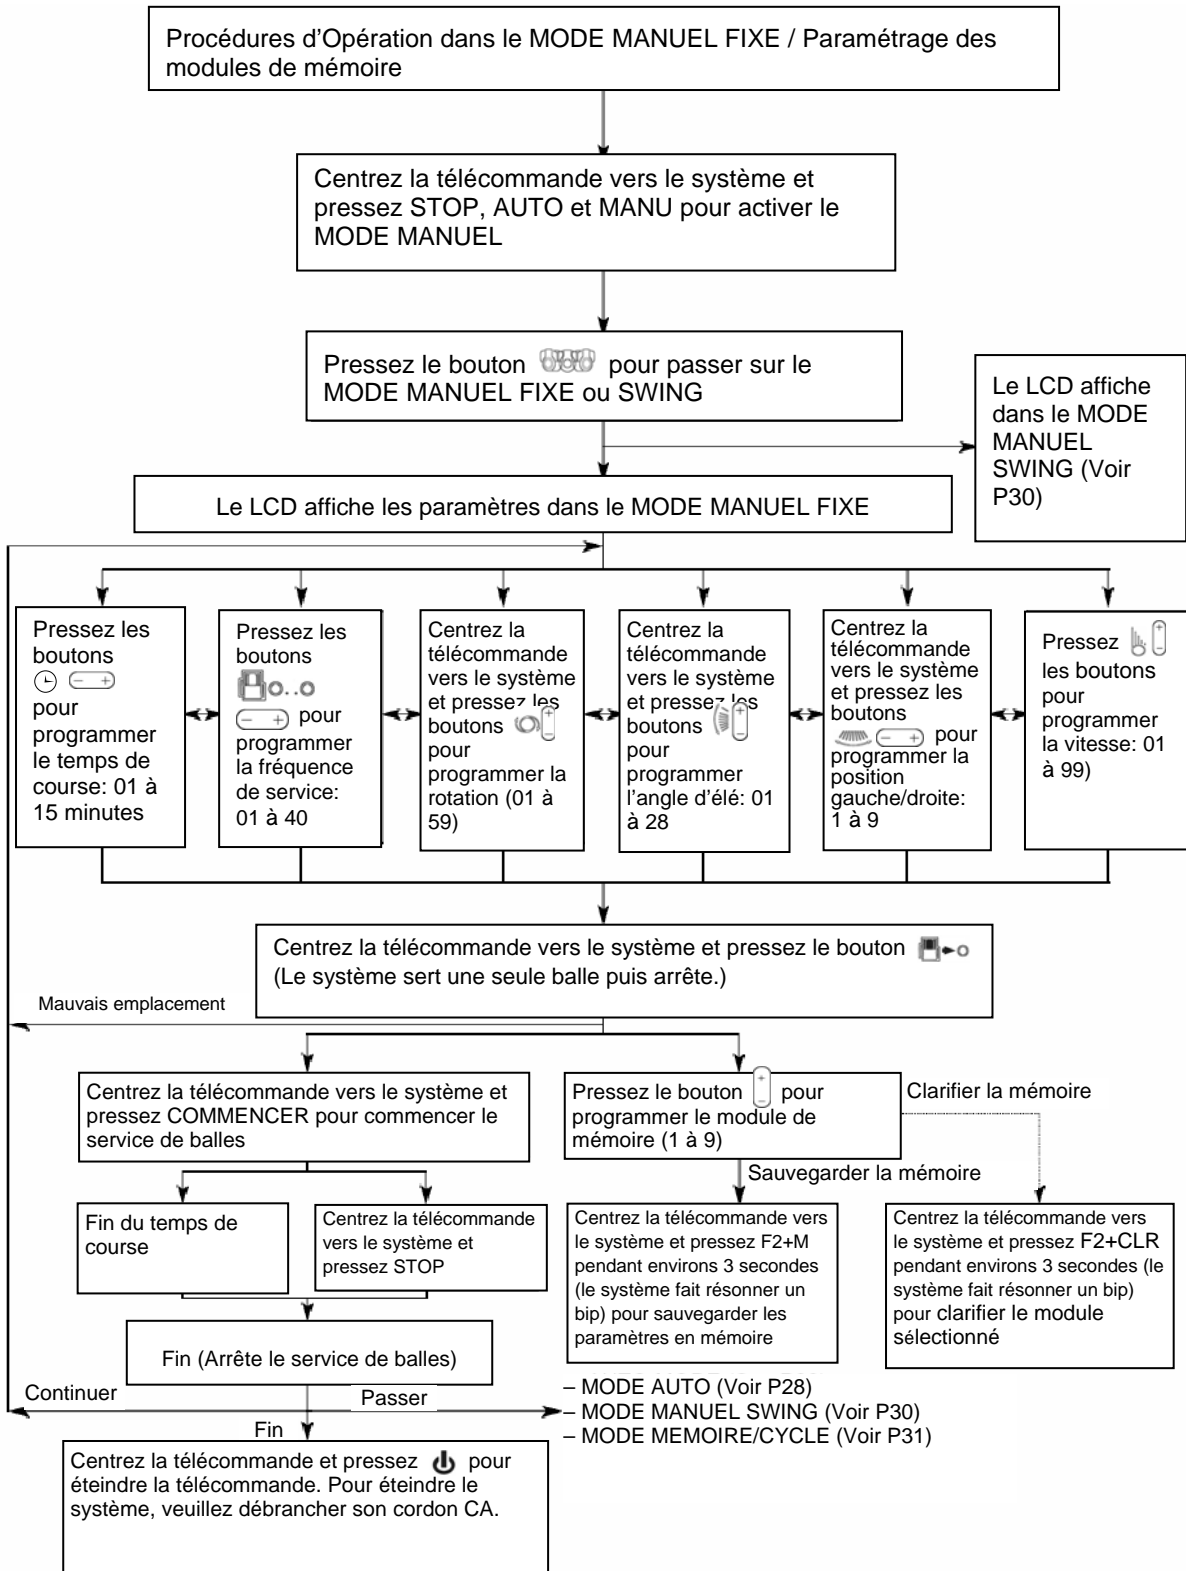 Procédures d'Opération dans le MODE MANUEL FIXE / Paramétrage des
modules de mémoire
Centrez la télécommande vers le système et
pressez STOP, AUTO et MANU pour activer le
MODE MANUEL
Pressez le bouton pour passer sur le
MODE MANUEL FIXE ou SWING
Le LCD affiche
dans le MODE
MANUEL
SWING (Voir
P30)
Le LCD affiche les paramètres dans le MODE MANUEL FIXE
Pressez les
boutons
- +
pour
programmer
le temps de
course: 01 à
15 minutes
Pressez les
boutons
- + pour
programmer
la fréquence
de service:
01 à 40
Centrez la
télécommande
vers le système
et pressez les
boutons + -
pour
programmer la
rotation (01 à
59)
Centrez la
télécommande
vers le système
et pressez les
boutons + -
pour
programmer
l'angle d'élé: 01
à 28
Centrez la
télécommande
vers le système
et pressez les
boutons
- + pour
programmer la
position
gauche/droite:
1 à 9
Pressez + -
les boutons
pour
programmer
la vitesse: 01
à 99)
Centrez la télécommande vers le système et pressez le bouton
(Le système sert une seule balle puis arrête.)
Mauvais emplacement
Centrez la télécommande vers le système et
pressez COMMENCER pour commencer le
service de balles
Pressez le bouton + - pour
programmer le module de
mémoire (1 à 9)
Clarifier la mémoire
Sauvegarder la mémoire
Fin du temps de
course
Centrez la télécommande
vers le système et
pressez STOP
Centrez la télécommande vers
le système et pressez F2+M
pendant environs 3 secondes
(le système fait résonner un
bip) pour sauvegarder les
paramètres en mémoire
Centrez la télécommande vers
le système et pressez F2+CLR
pendant environs 3 secondes (le
système fait résonner un bip)
pour clarifier le module
sélectionné
Fin (Arrête le service de balles)
Continuer
Passer
Fin
– MODE AUTO (Voir P28)
– MODE MANUEL SWING (Voir P30)
– MODE MEMOIRE/CYCLE (Voir P31)
Centrez la télécommande et pressez pour
éteindre la télécommande. Pour éteindre le
système, veuillez débrancher son cordon CA.